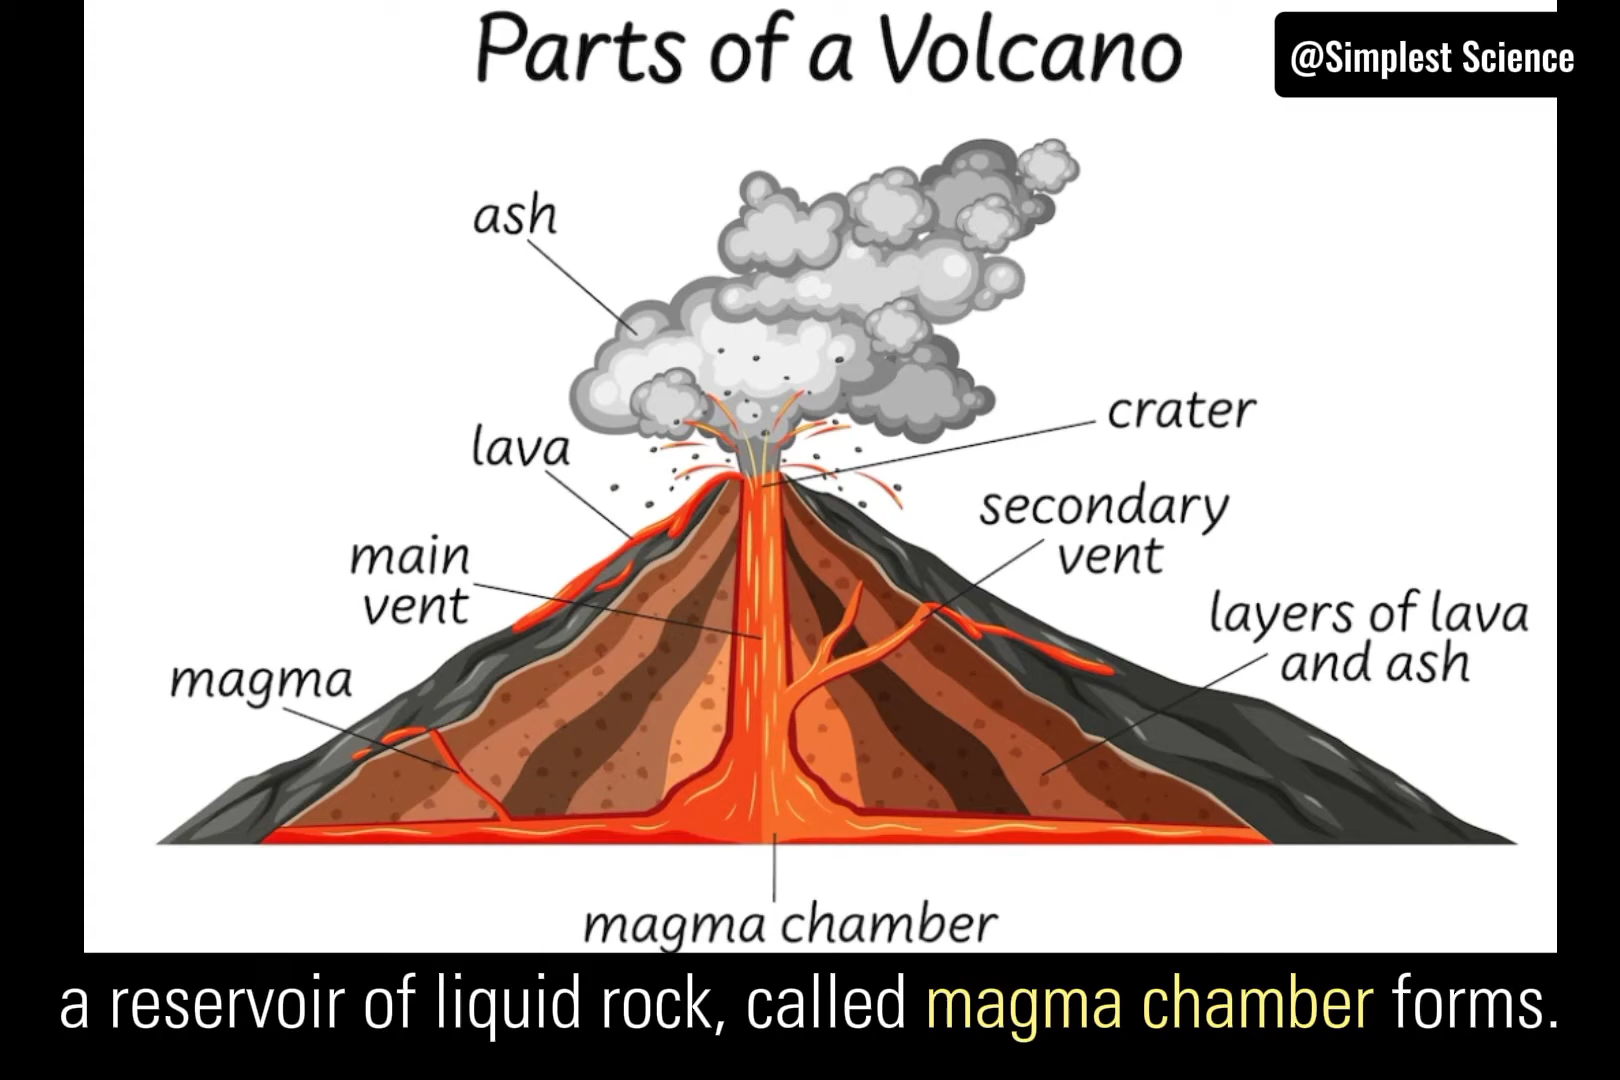 Parts of a Volcano
@Simplest Science
ash
lava
crater
main
vent
secondary
vent
magma
layers of lava
and ash
magma chamber
a reservoir of liquid rock, called magma chamber forms.